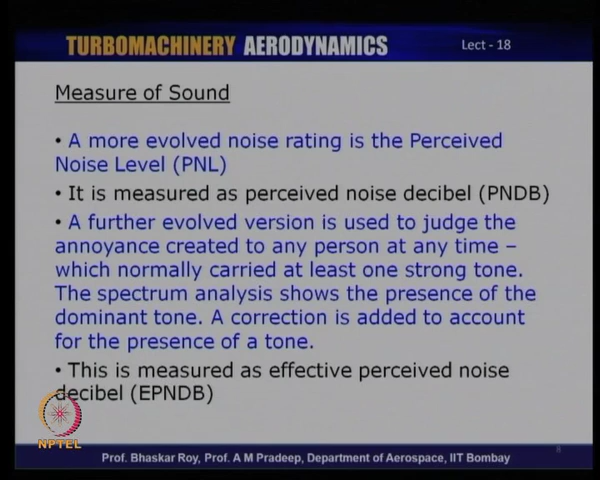 TURBOMACHINERY AERODYNAMICS Lect - 18
Measure of Sound
• A more evolved noise rating is the Perceived
Noise Level (PNL)
• It is measured as perceived noise decibel (PNDB)
• A further evolved version is used to judge the
annoyance created to any person at any time –
which normally carried at least one strong tone.
The spectrum analysis shows the presence of the
dominant tone. A correction is added to account
for the presence of a tone.
• This is measured as effective perceived noise
decibel (EPNDB)
NPTEL
Prof. Bhaskar Roy, Prof. A M Pradeep, Department of Aerospace, IIT Bombay
8